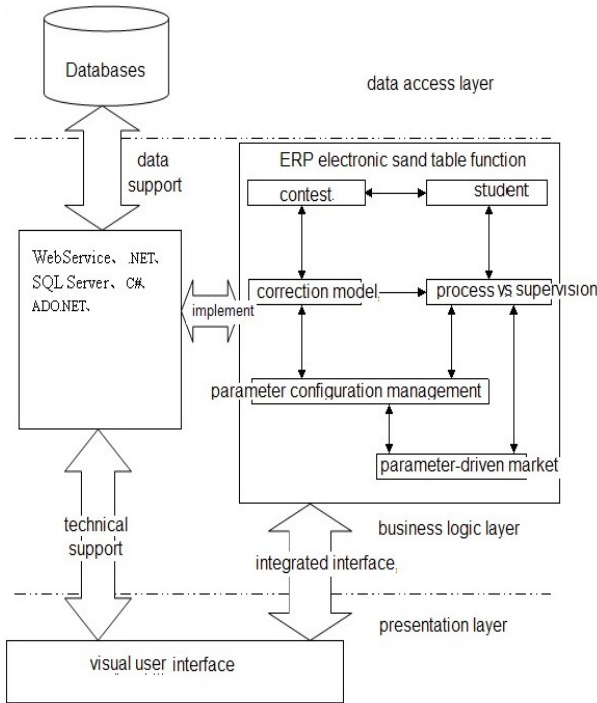 Databases
data access layer
data
support
ERP electronic sand table function
contest.
student
WebService、.NET、
SQL Server、C#、
ADO.NET、
implement
correction model,
process vs supervision
parameter configuration management
parameter-driven market
technical
support
business logic layer
integrated interface,
presentation layer
visual user interface